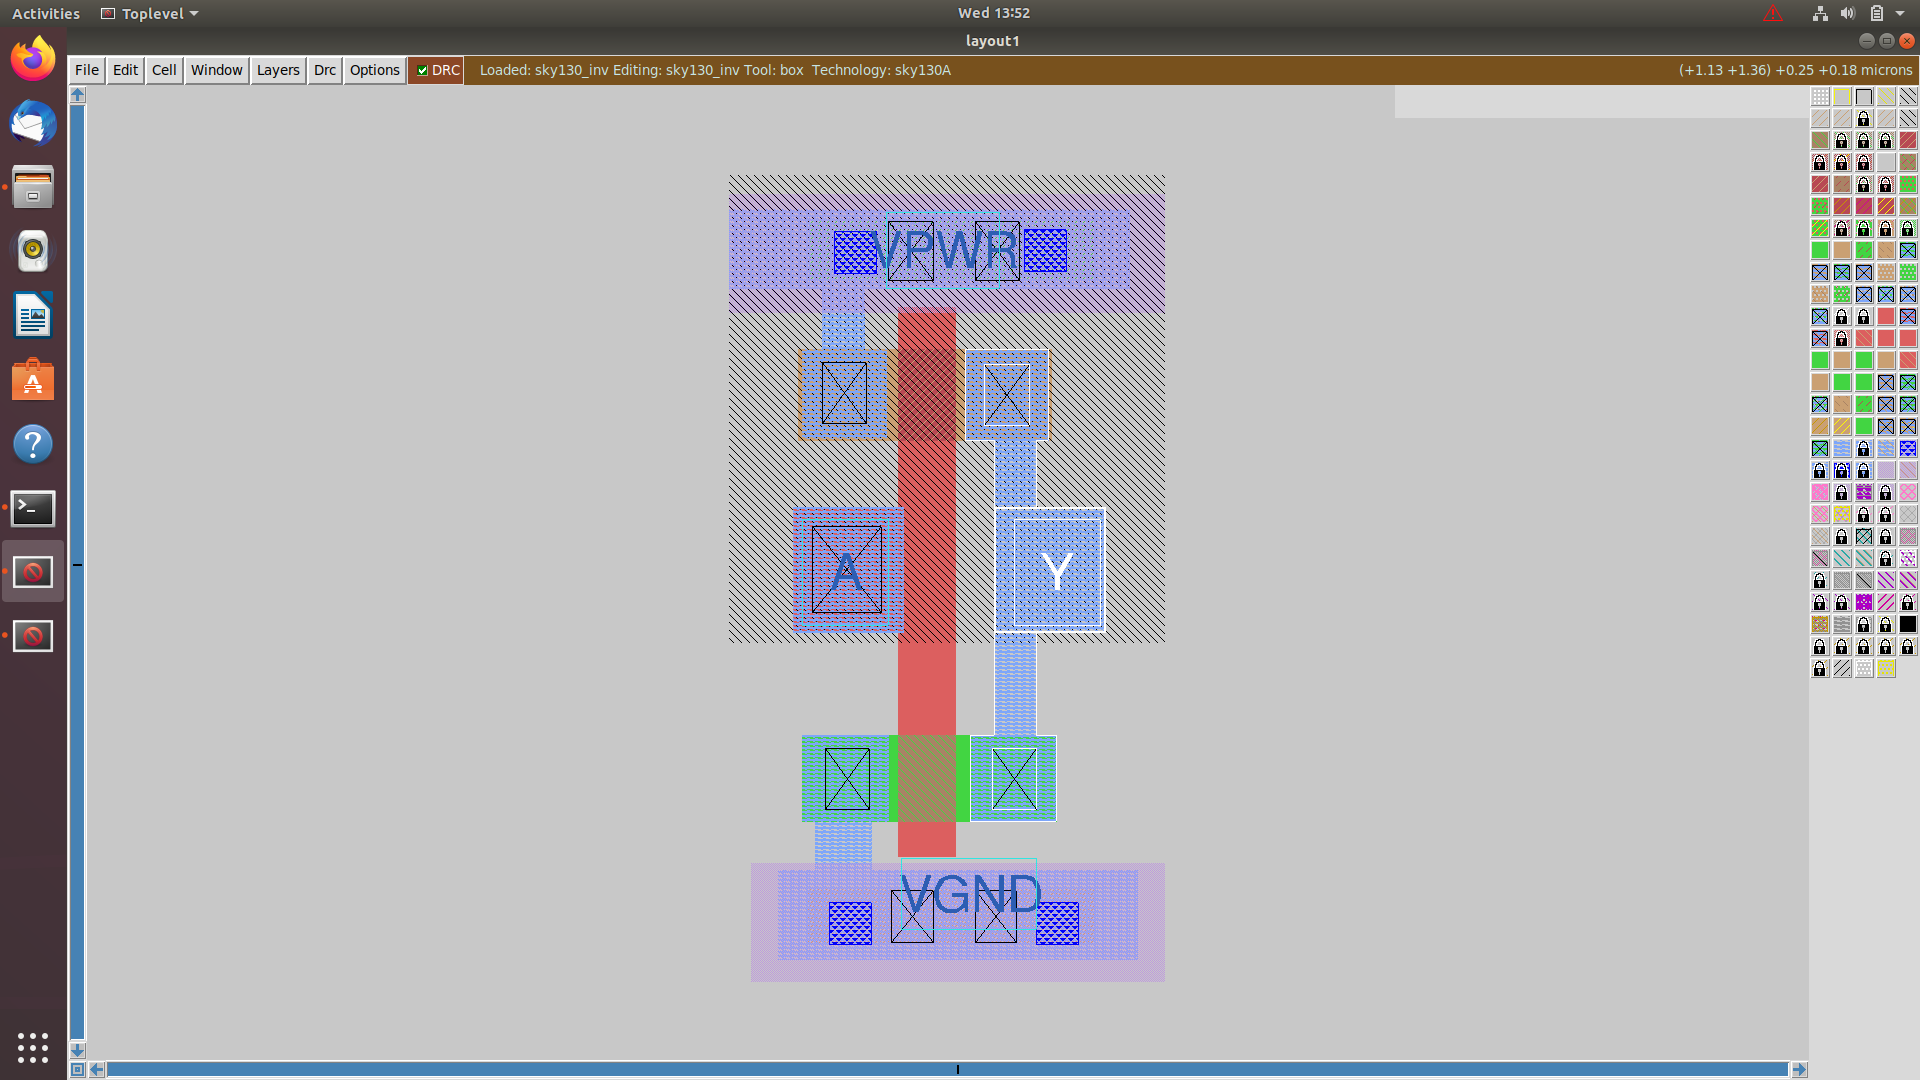 Activities Toplevel Wed 13:52
layout1
File Edit Cell Window Layers Drc Options DRC Loaded: sky130_inv Editing: sky130_inv Tool: box Technology: sky130A (+1.13 +1.36) +0.25 +0.18 microns
VPWR
A Y
VGND